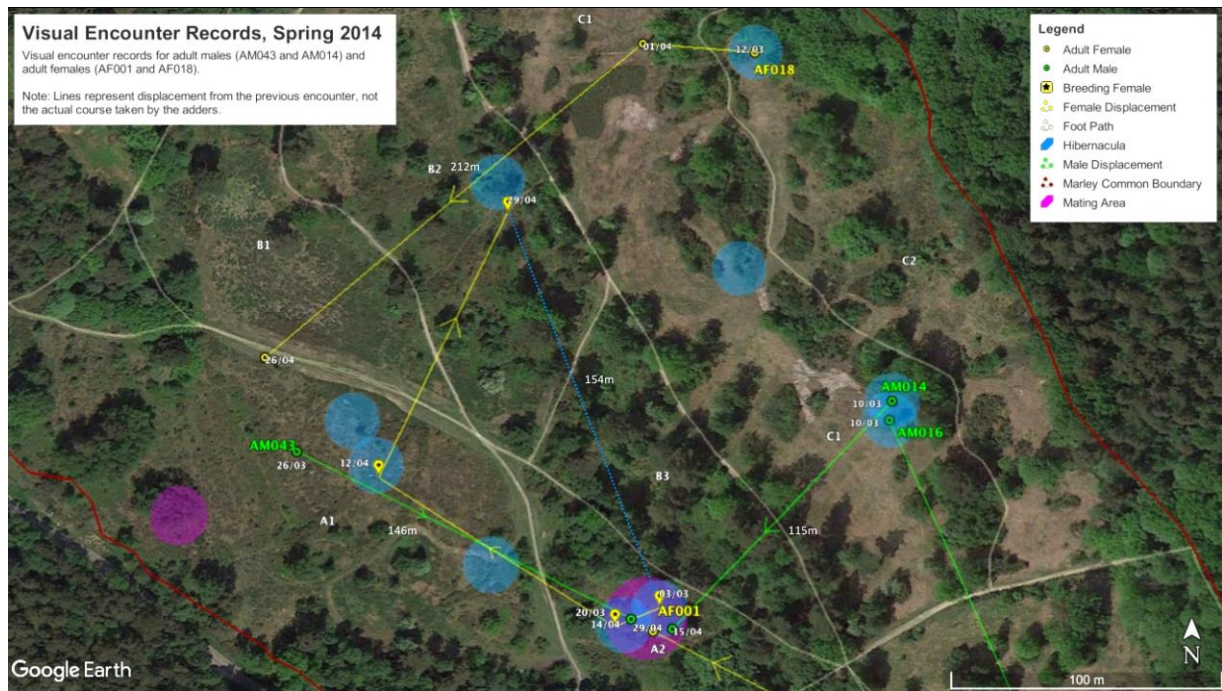 Visual Encounter Records, Spring 2014
Visual encounter records for adult males (AM043 and AM014) and
adult females (AF001 and AF018).
Note: Lines represent displacement from the previous encounter, not
the actual course taken by the adders.
Legend
Adult Female
Adult Male
Breeding Female
Female Displacement
Foot Path
Hibernacula
Male Displacement
Marley Common Boundary
Mating Area
C1
01/04
12/03
AF018
B2
212m
19/04
B1
C2
26/04
154m
AM014
10/03
10/03
AM016
C1
AM043
26/03
12/04
B3
A1
146m
115m
03/03
20/03
AF001
14/04
29/04
15/04
A2
Google Earth
100 m
N